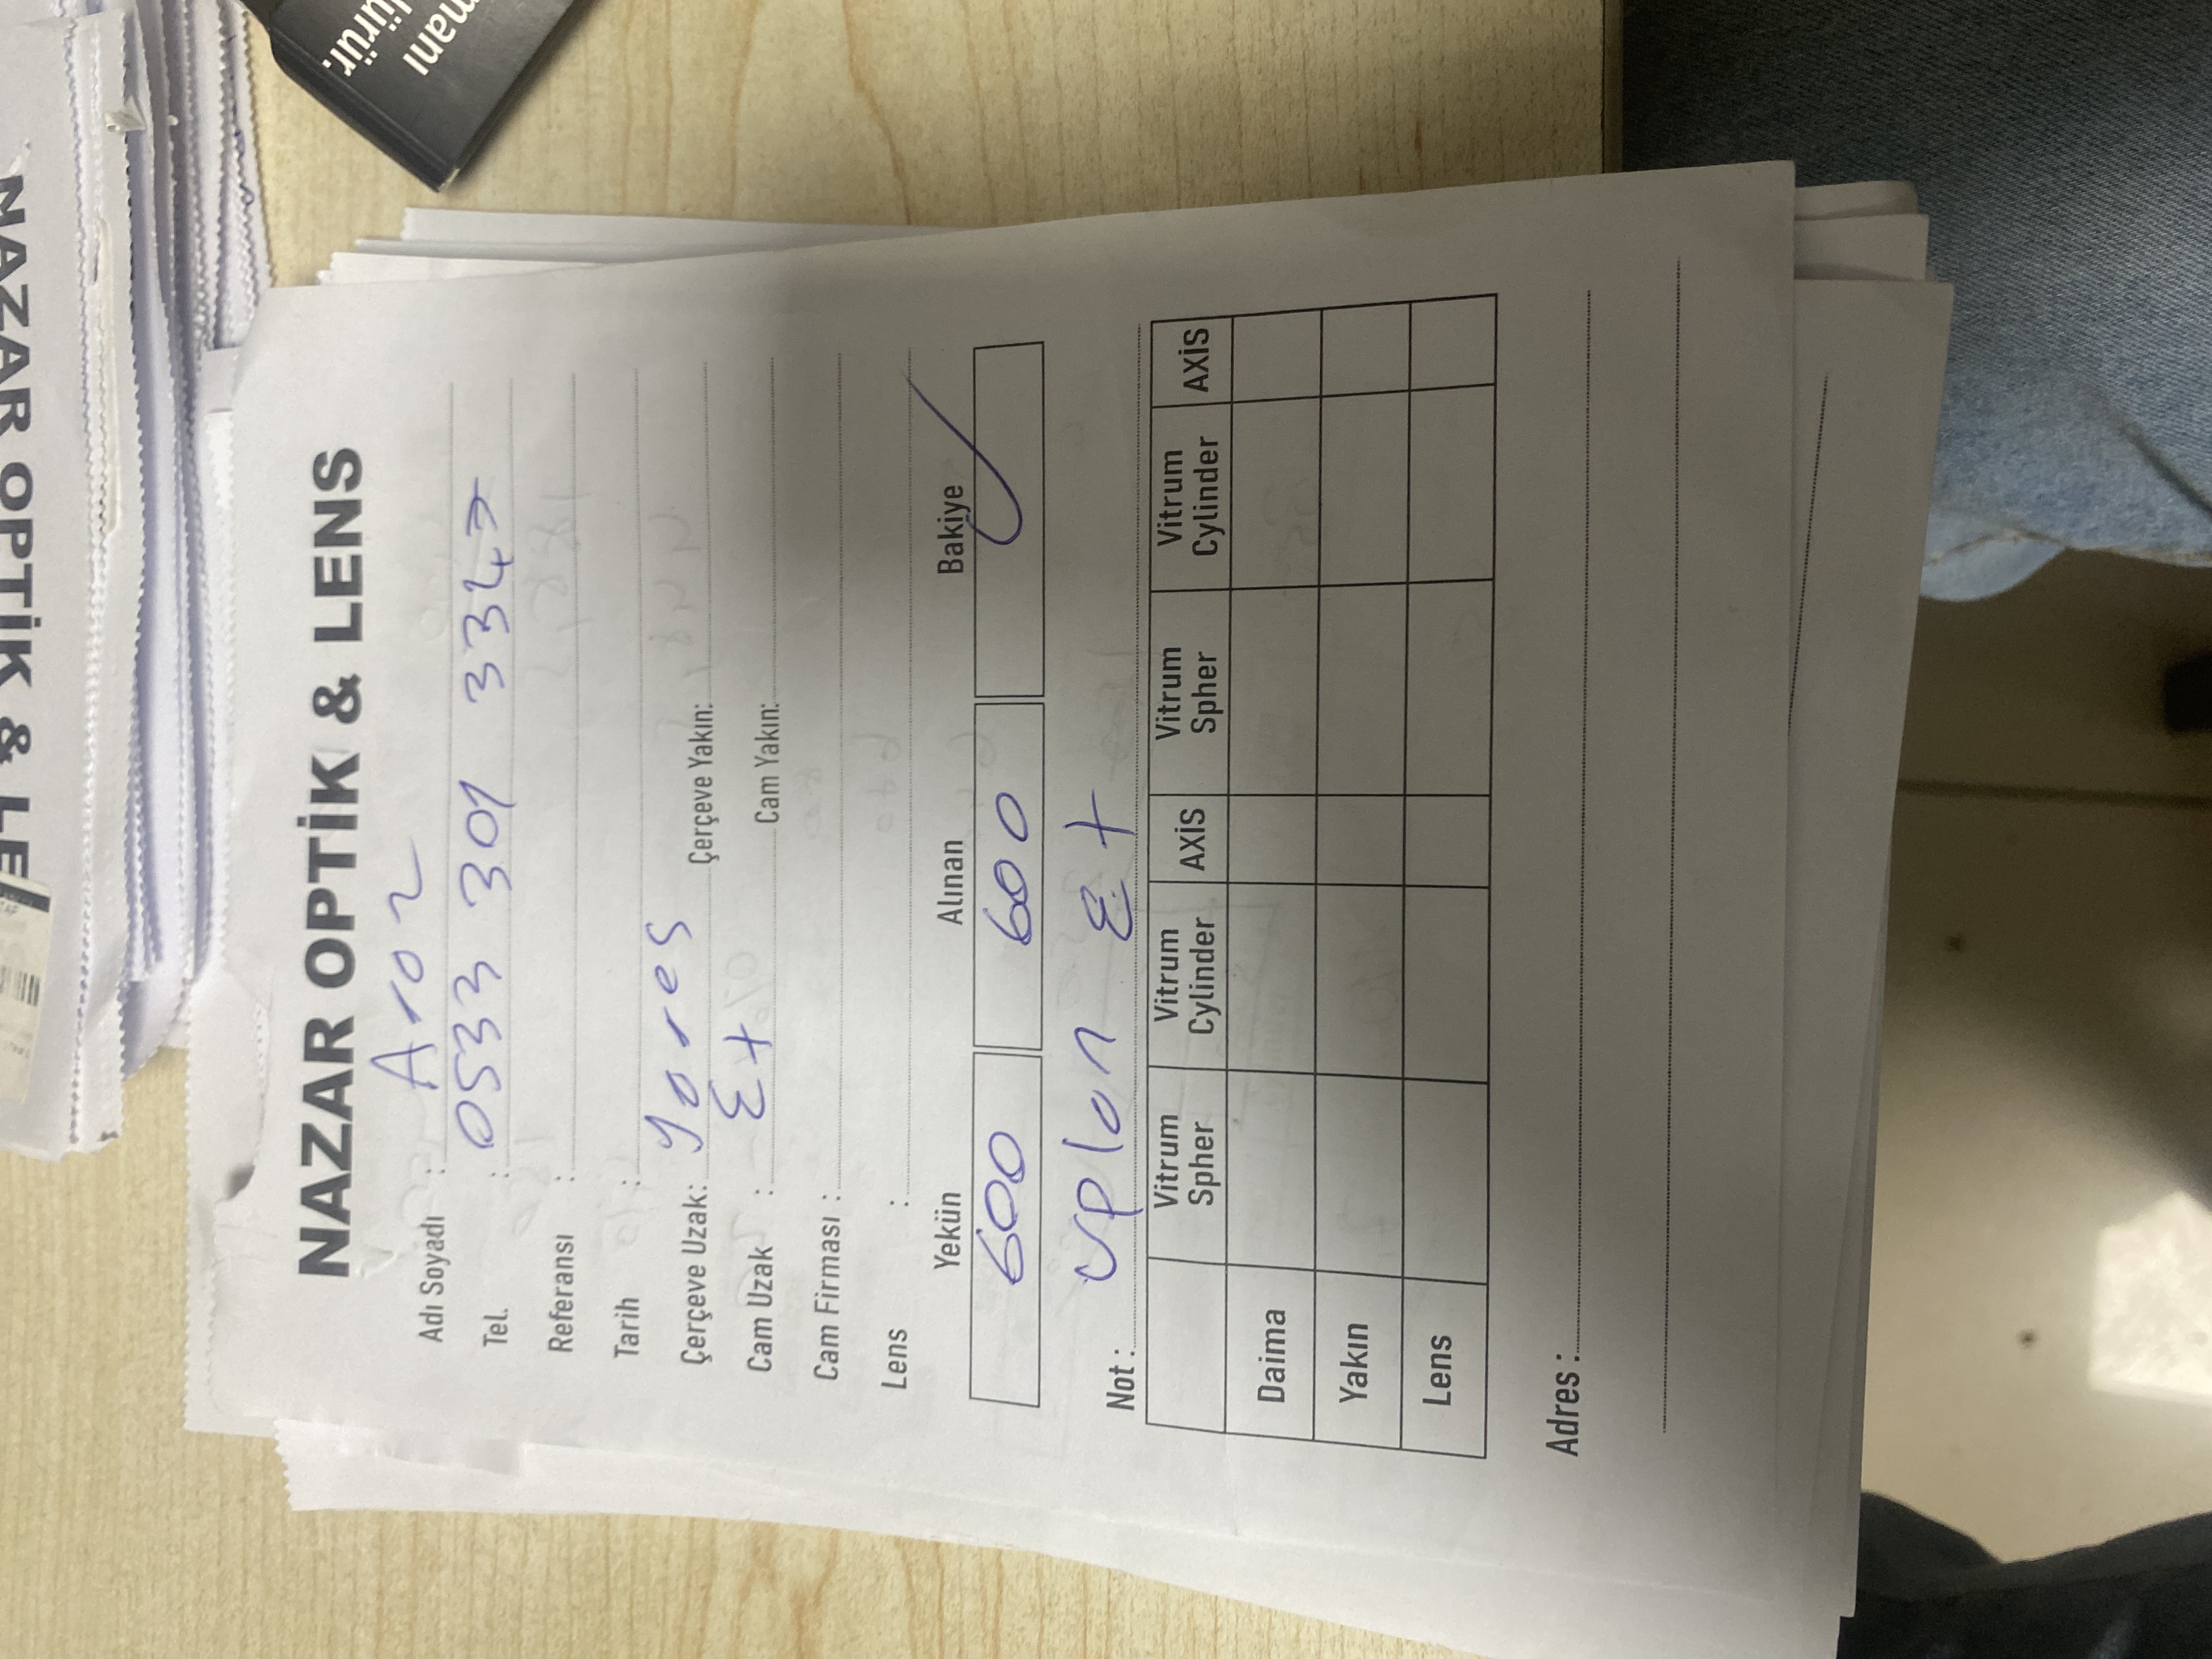 NAZAR OPTİK & LE
NAZAR OPTİK & LENS
Adı Soyadı : Aroz
Tel. : 0533 301 3347
Referansı :
Tarih :
Çerçeve Uzak: yores Çerçeve Yakın:
Cam Uzak : Et Cam Yakın:
Cam Firması :
Lens :
Yekün Alınan Bakiye
600 600
Not : uplon Et
Vitrum Spher Vitrum Cylinder AXİS Vitrum Spher Vitrum Cylinder AXİS
Daima
Yakın
Lens
Adres :